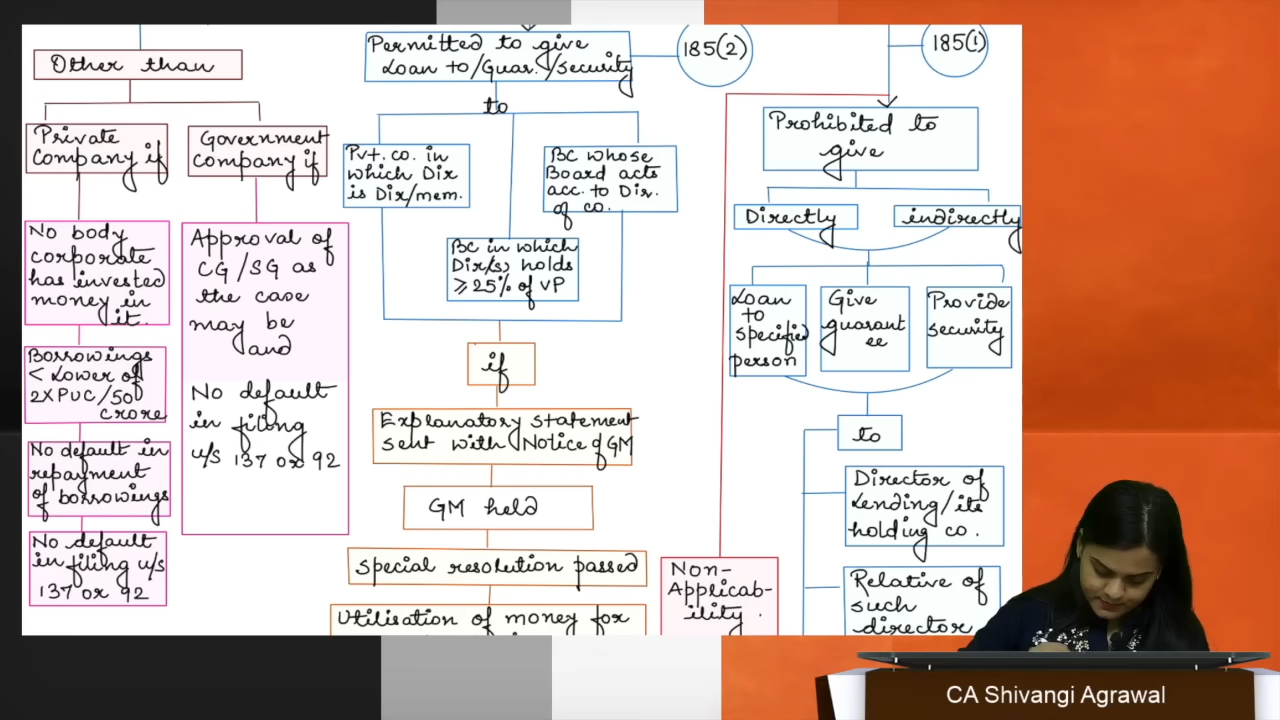 Other than
Private
Company if
Government
Company if
No body
corporate
has invested
money in
it.
Borrowings
< Lower of
2XPUC/50
crore
No default in
repayment
of borrowings
No default
in filing u/s
137 or 92
Approval of
CG/SG as
the case
may be
and
No default
in filing
u/s 137 or 92
Permitted to give
Loan to/Guar./Security
185(2)
to
Pvt. co. in
which Dir
is Dir/mem.
BC in which
Dir(s) holds
⩾25% of VP
BC whose
Board acts
acc. to Dir.
of co.
if
Explanatory statement
sent with Notice of GM
GM held
Special resolution passed
Utilisation of money for
185(1)
Prohibited to
give
Directly
indirectly
Loan
to
specified
person
Give
guarant
ee
Provide
security
to
Director of
Lending/its
holding co.
Relative of
such
director
Non-
Applicab-
ility.
CA Shivangi Agrawal